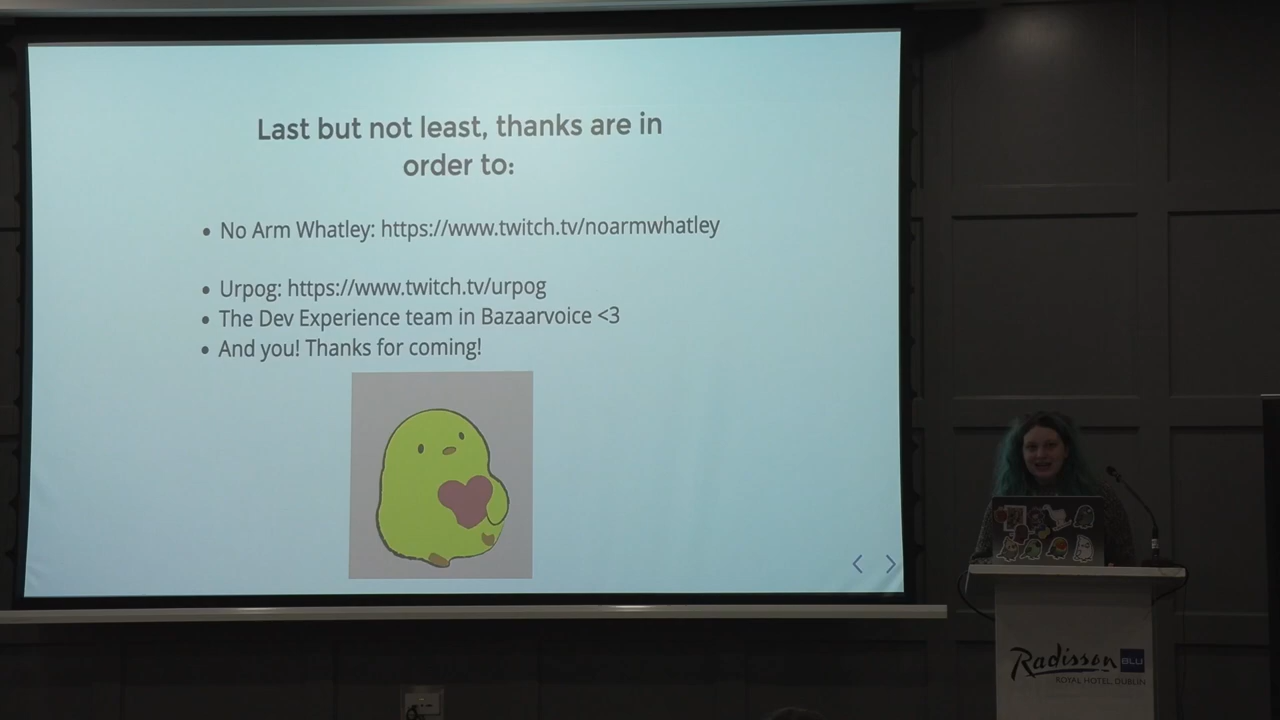 Last but not least, thanks are in
order to:
• No Arm Whatley: https://www.twitch.tv/noarmwhatley
• Urpog: https://www.twitch.tv/urpog
• The Dev Experience team in Bazaarvoice <3
• And you! Thanks for coming!
Radisson BLU
ROYAL HOTEL, DUBLIN